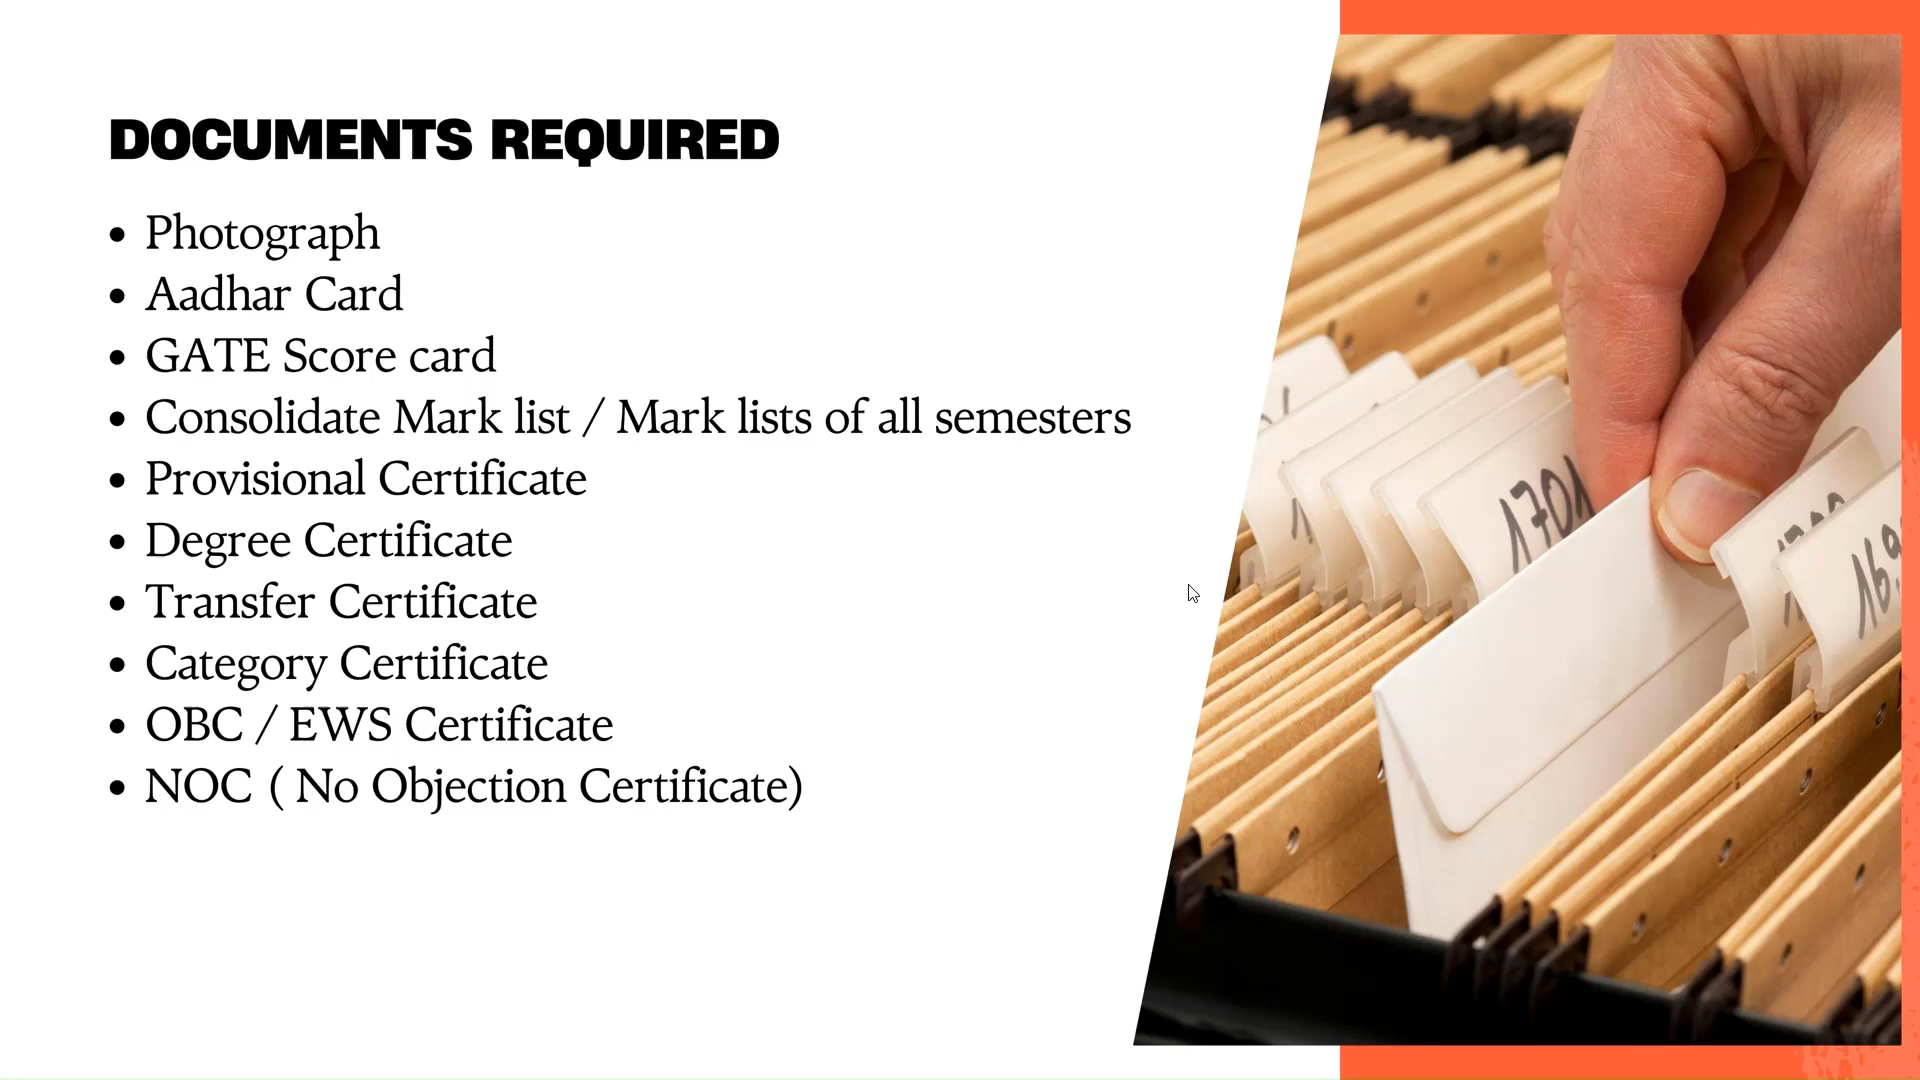 DOCUMENTS REQUIRED
• Photograph
• Aadhar Card
• GATE Score card
• Consolidate Mark list / Mark lists of all semesters
• Provisional Certificate
• Degree Certificate
• Transfer Certificate
• Category Certificate
• OBC / EWS Certificate
• NOC ( No Objection Certificate)
1701